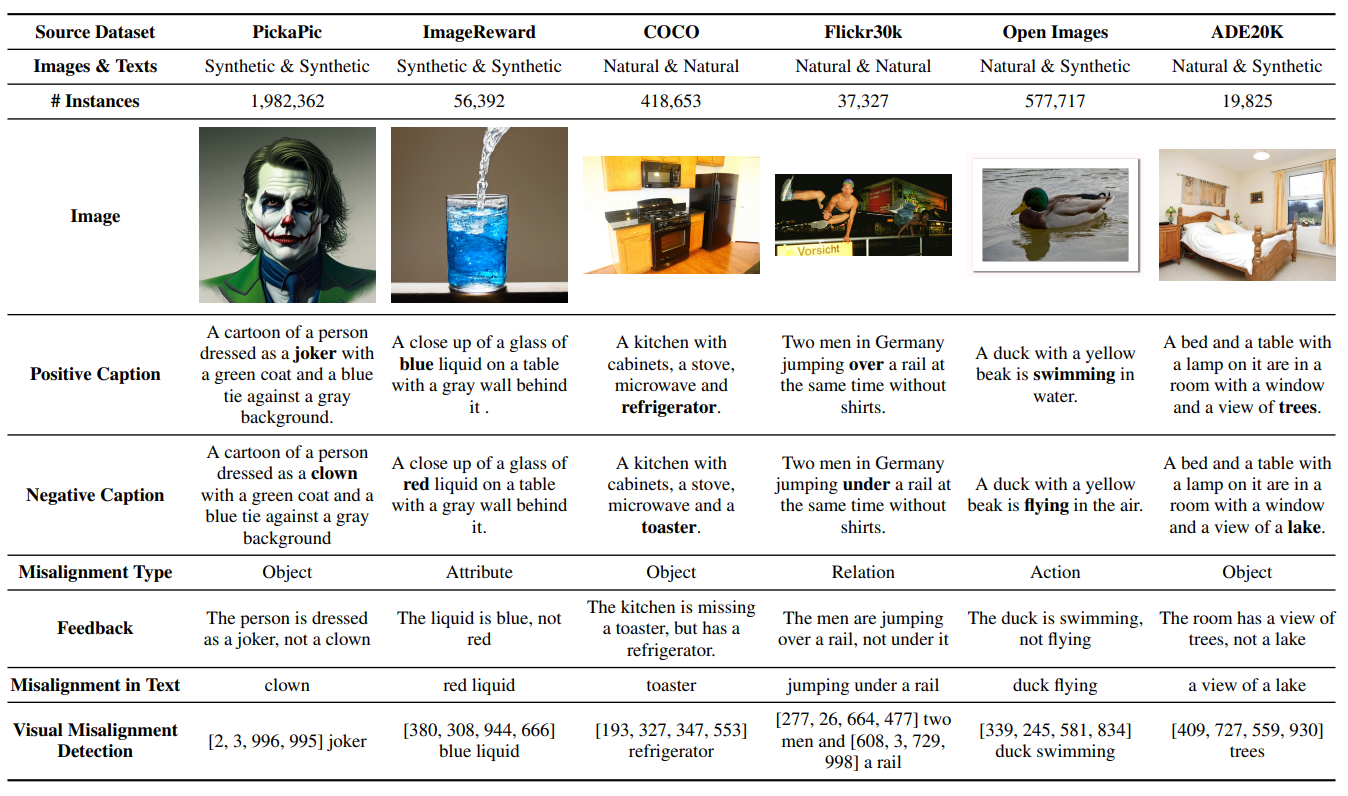 Source Dataset PickaPic ImageReward COCO Flickr30k Open Images ADE20K
Images & Texts Synthetic & Synthetic Synthetic & Synthetic Natural & Natural Natural & Natural Natural & Synthetic Natural & Synthetic
# Instances 1,982,362 56,392 418,653 37,327 577,717 19,825
Image
Vorsicht
Positive Caption
A cartoon of a person
dressed as a joker with
a green coat and a blue
tie against a gray
background.
A close up of a glass of
blue liquid on a table
with a gray wall behind
it .
A kitchen with
cabinets, a stove,
microwave and
refrigerator.
Two men in Germany
jumping over a rail at
the same time without
shirts.
A duck with a yellow
beak is swimming in
water.
A bed and a table with
a lamp on it are in a
room with a window
and a view of trees.
Negative Caption
A cartoon of a person
dressed as a clown
with a green coat and a
blue tie against a gray
background
A close up of a glass of
red liquid on a table
with a gray wall behind
it.
A kitchen with
cabinets, a stove,
microwave and a
toaster.
Two men in Germany
jumping under a rail at
the same time without
shirts.
A duck with a yellow
beak is flying in the air.
A bed and a table with
a lamp on it are in a
room with a window
and a view of a lake.
Misalignment Type Object Attribute Object Relation Action Object
Feedback
The person is dressed
as a joker, not a clown
The liquid is blue, not
red
The kitchen is missing
a toaster, but has a
refrigerator.
The men are jumping
over a rail, not under it
The duck is swimming,
not flying
The room has a view of
trees, not a lake
Misalignment in Text clown red liquid toaster jumping under a rail duck flying a view of a lake
Visual Misalignment
Detection
[2, 3, 996, 995] joker
[380, 308, 944, 666]
blue liquid
[193, 327, 347, 553]
refrigerator
[277, 26, 664, 477] two
men and [608, 3, 729,
998] a rail
[339, 245, 581, 834]
duck swimming
[409, 727, 559, 930]
trees